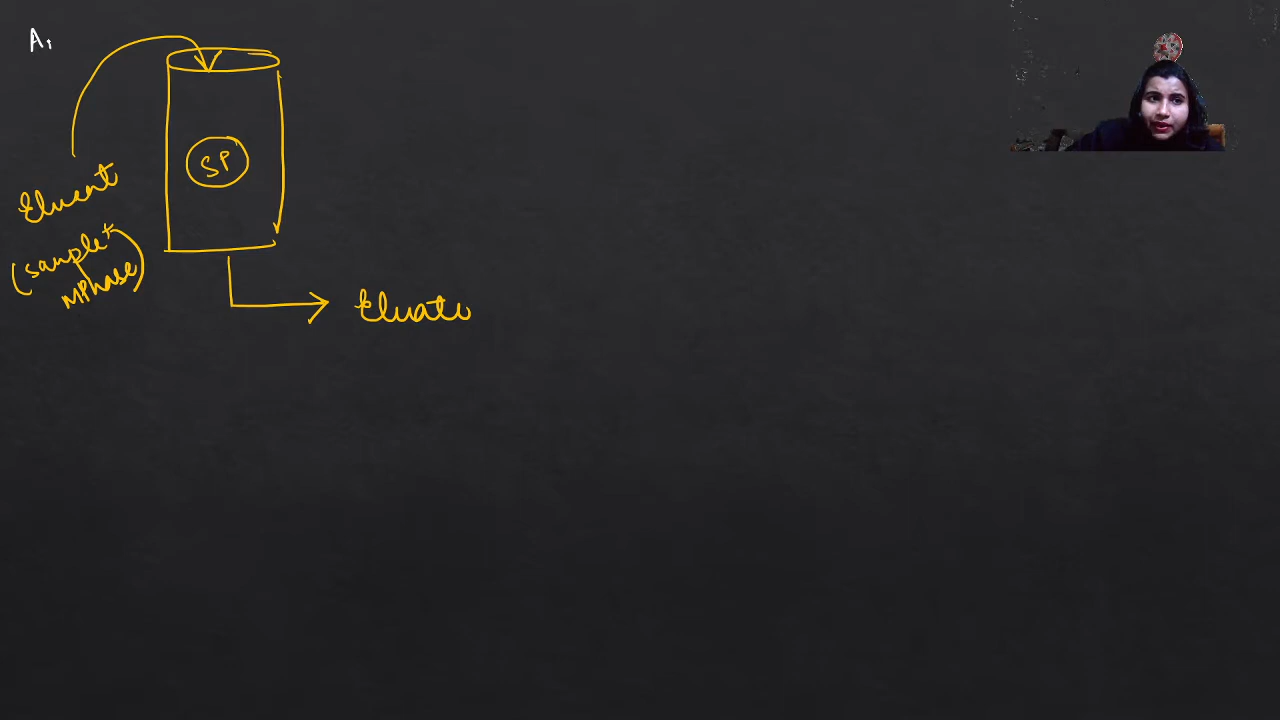 A,
SP
Eluent
(sample+
MPhase)
Eluate